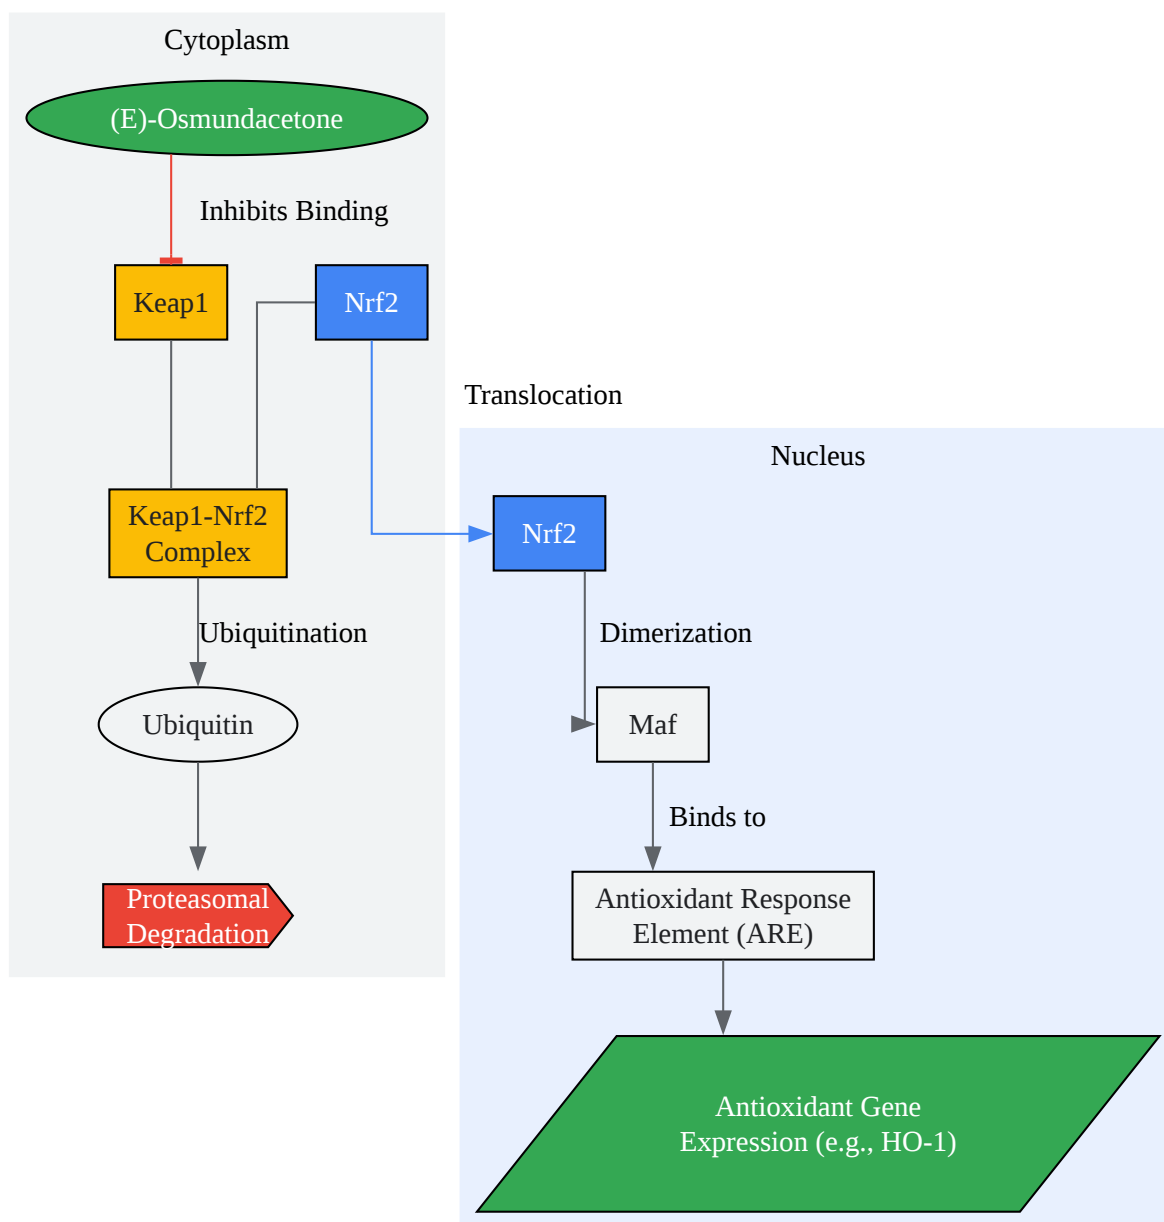 Cytoplasm
(E)-Osmundacetone
Inhibits Binding
Keap1
Nrf2
Keap1-Nrf2
Complex
Ubiquitination
Ubiquitin
Proteasomal
Degradation
Translocation
Nucleus
Nrf2
Dimerization
Maf
Binds to
Antioxidant Response
Element (ARE)
Antioxidant Gene
Expression (e.g., HO-1)